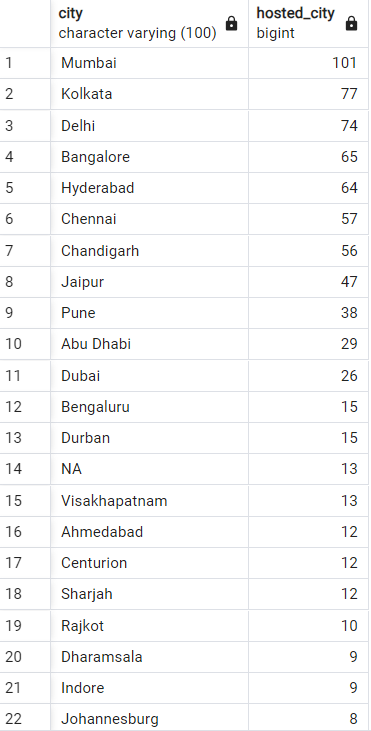 city hosted_city
character varying (100) bigint
1 Mumbai 101
2 Kolkata 77
3 Delhi 74
4 Bangalore 65
5 Hyderabad 64
6 Chennai 57
7 Chandigarh 56
8 Jaipur 47
9 Pune 38
10 Abu Dhabi 29
11 Dubai 26
12 Bengaluru 15
13 Durban 15
14 NA 13
15 Visakhapatnam 13
16 Ahmedabad 12
17 Centurion 12
18 Sharjah 12
19 Rajkot 10
20 Dharamsala 9
21 Indore 9
22 Johannesburg 8